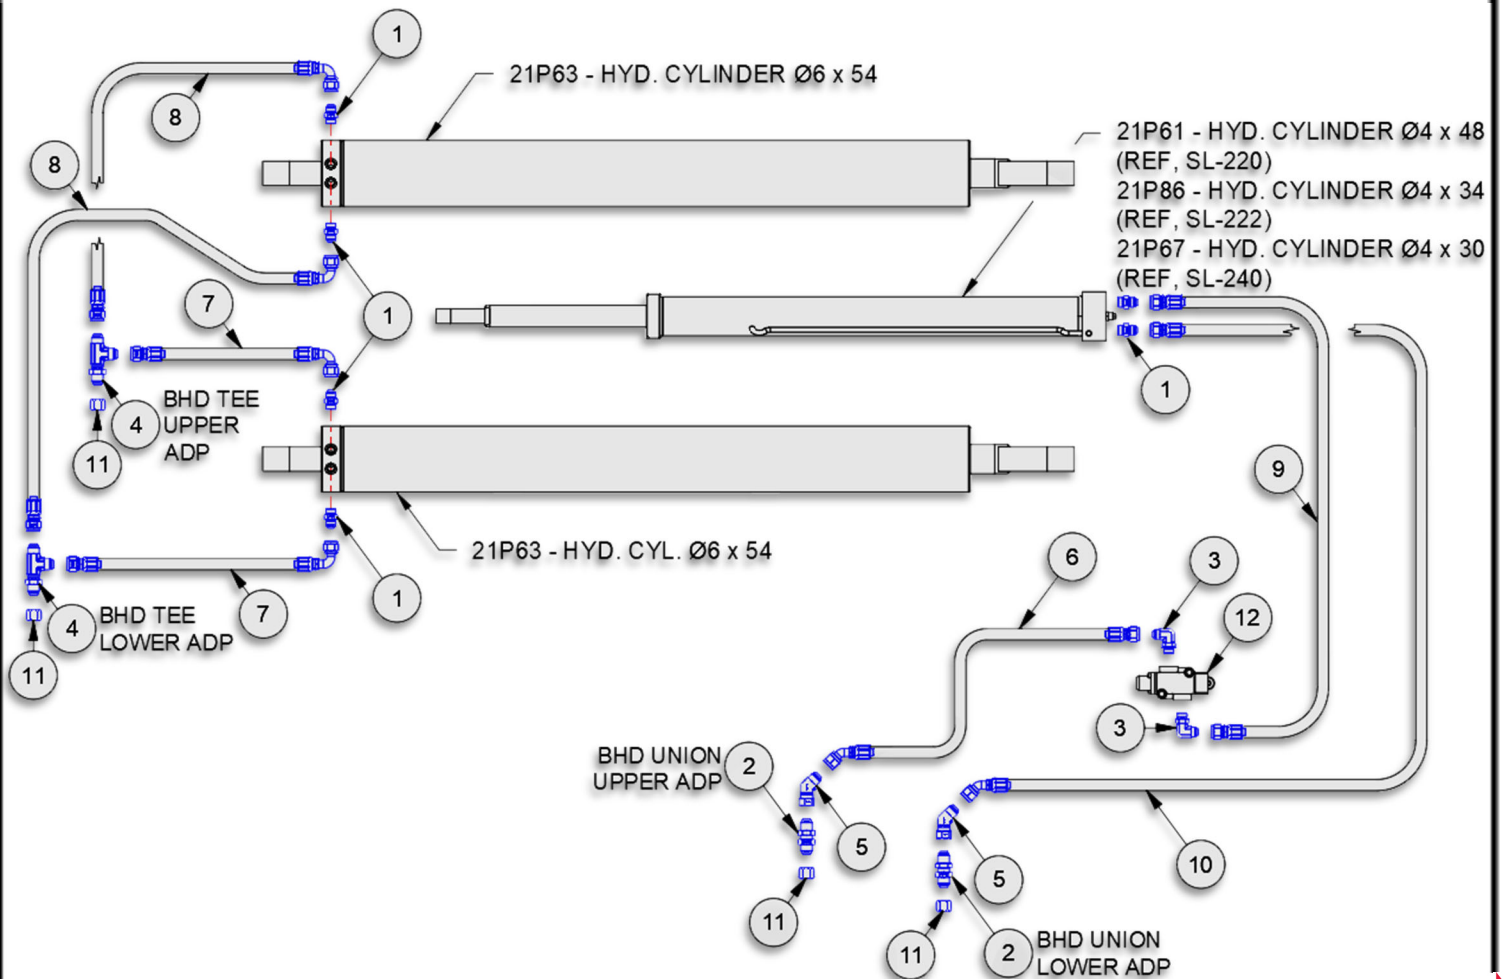 1
21P63 - HYD. CYLINDER Ø6 x 54
8
21P61 - HYD. CYLINDER Ø4 x 48
(REF, SL-220)
21P86 - HYD. CYLINDER Ø4 x 34
(REF, SL-222)
21P67 - HYD. CYLINDER Ø4 x 30
(REF, SL-240)
8
7
1
1
BHD TEE
UPPER
ADP
4
11
9
21P63 - HYD. CYL. Ø6 x 54
6
3
1
7
12
BHD TEE
LOWER ADP
4
11
3
BHD UNION
UPPER ADP
2
5
10
5
11
11
2
BHD UNION
LOWER ADP